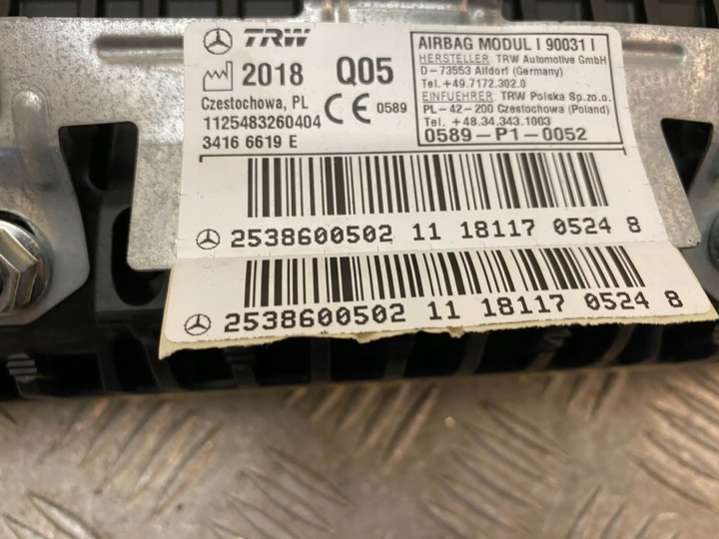 TRW
2018 Q05
Czestochowa, PL
CE 0589
1125483260404
3416 6619 E
AIRBAG MODUL I 90031 I
HERSTELLER TRW Automotive GmbH
D-73553 Alfdorf (Germany)
Tel. +49.7172.302.0
EINFUEHRER TRW Polska Sp.zo.o.
PL-42-200 Czestochowa (Poland)
Tel. +48.34.343.1003
0589-P1-0052
2538600502 11 18117 0524 8
2538600502 11 18117 0524 8